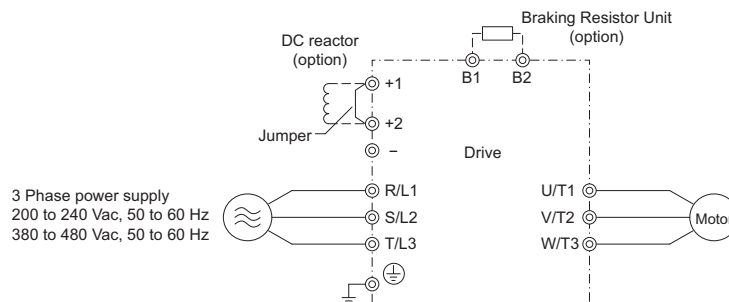 Braking Resistor Unit
(option)
DC reactor
(option)
B1 B2
+1
Jumper
+2
–
Drive
3 Phase power supply
200 to 240 Vac, 50 to 60 Hz
380 to 480 Vac, 50 to 60 Hz
R/L1
S/L2
T/L3
U/T1
V/T2
W/T3
Motor